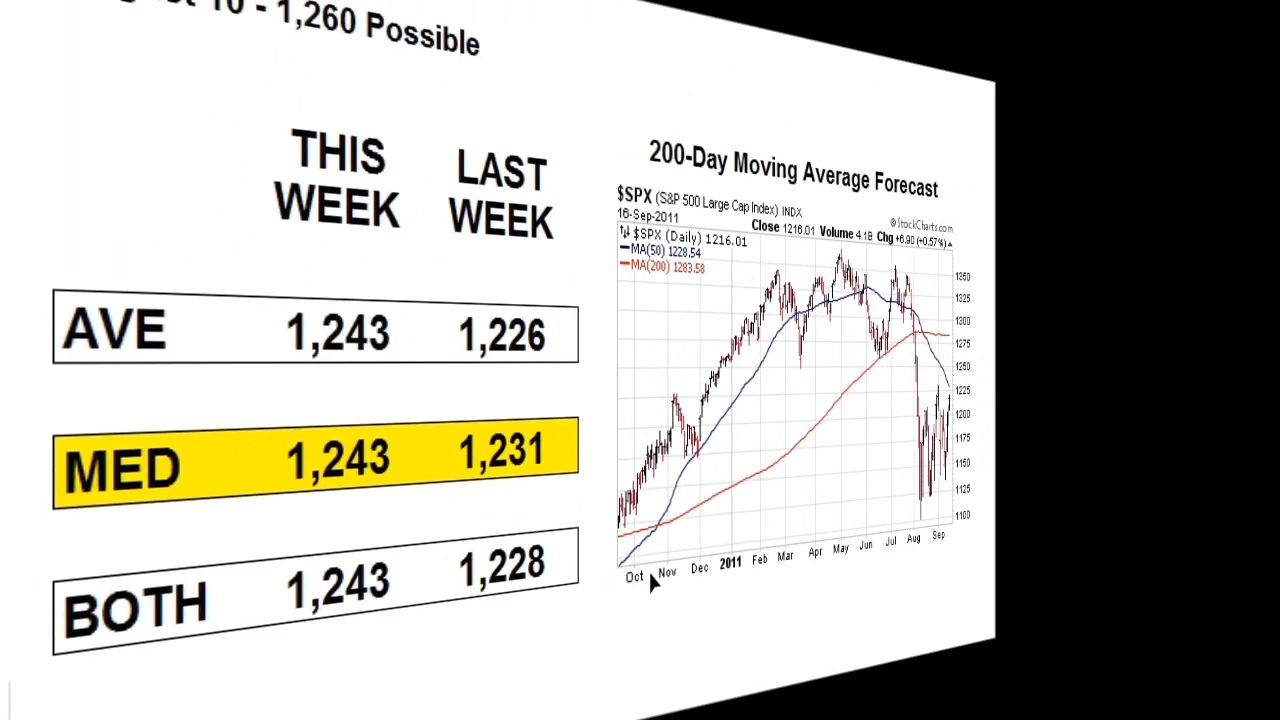 10 - 1,260 Possible
THIS WEEK
LAST WEEK
AVE 1,243 1,226
MED 1,243 1,231
BOTH 1,243 1,228
200-Day Moving Average Forecast
$SPX (S&P 500 Large Cap Index) INDX
© StockCharts.com
16-Sep-2011
Close 1216.01 Volume 4.1B Chg +6.90 (+0.57%)
$SPX (Daily) 1216.01
MA(50) 1228.54
MA(200) 1283.58
1350
1325
1300
1275
1250
1225
1200
1175
1150
1125
1100
Oct Nov Dec 2011 Feb Mar Apr May Jun Jul Aug Sep